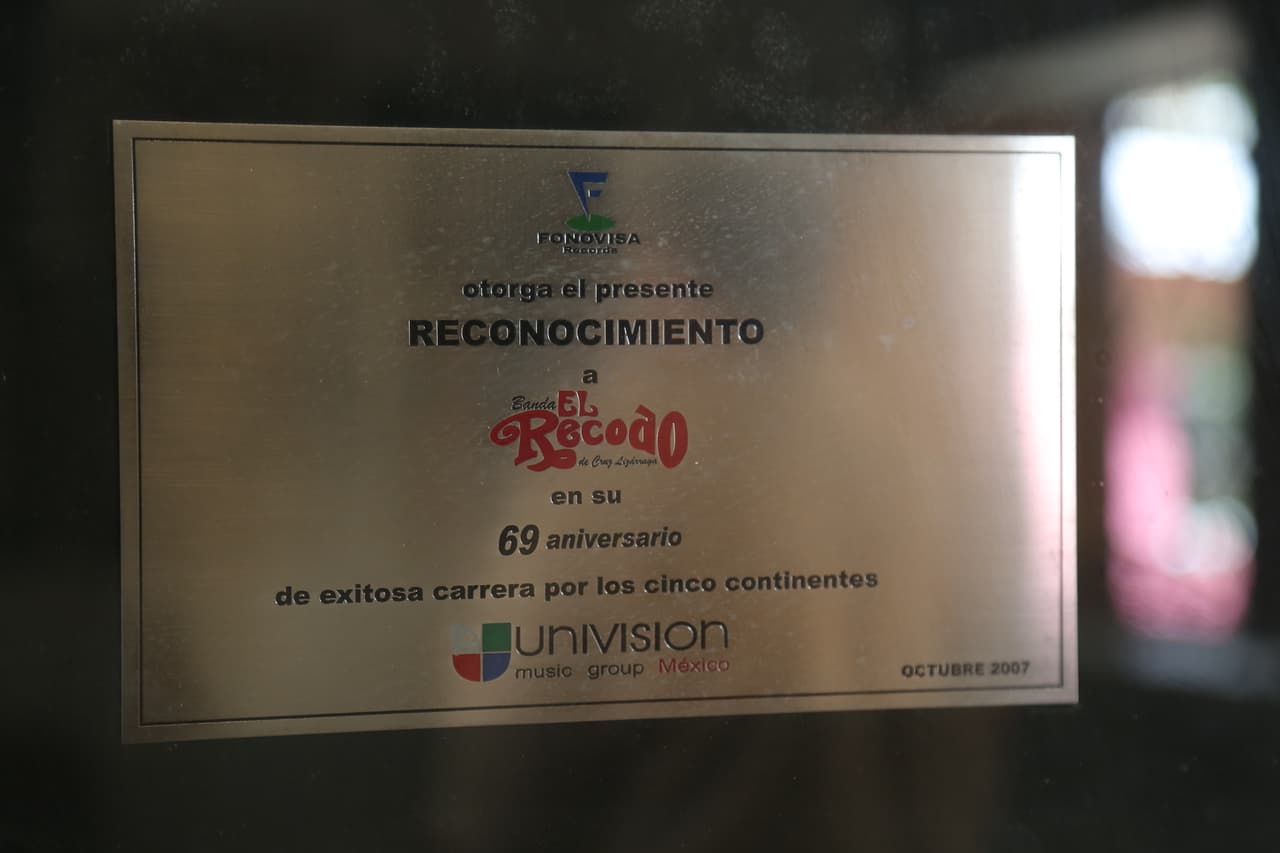 FONOVISA
Records
otorga el presente
RECONOCIMIENTO
a
Banda EL
Recodo
de Cruz Lizárraga
en su
69 aniversario
de exitosa carrera por los cinco continentes
UNIVISION
music group México
OCTUBRE 2007